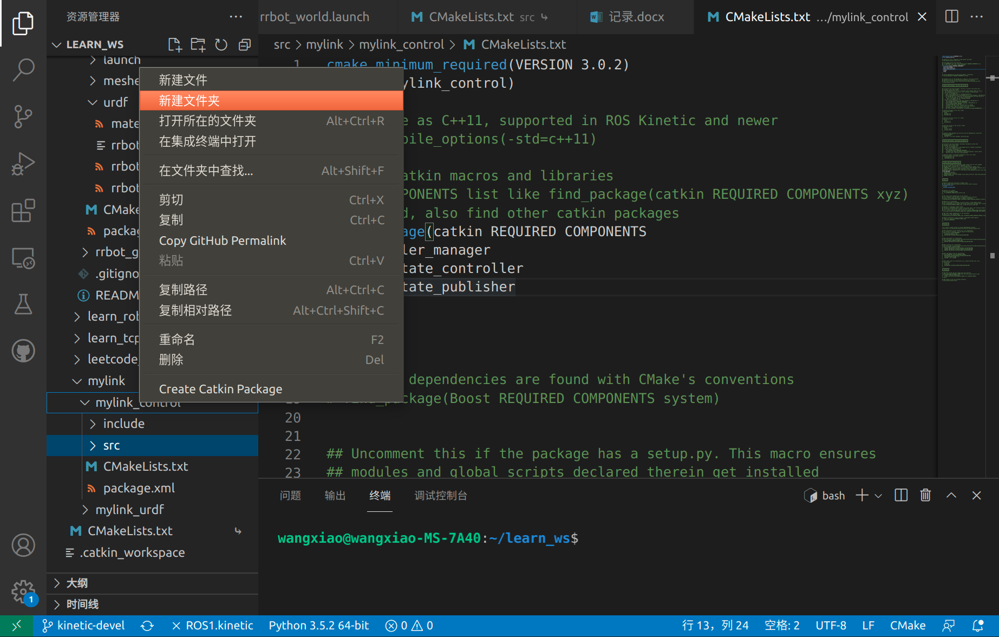 资源管理器
rrbot_world.launch
CMakeLists.txt src
记录.docx
CMakeLists.txt .../mylink_control
LEARN_WS
src > mylink > mylink_control > CMakeLists.txt
launch
meshe
urdf
mate
rrbot
rrbot
rrbot
CMake
packag
rrbot_g
.gitigno
READM
learn_rob
learn_tcp
leetcode_
mylink
mylink_control
include
src
CMakeLists.txt
package.xml
mylink_urdf
CMakeLists.txt
.catkin_workspace
大纲
时间线
新建文件
新建文件夹
打开所在的文件夹 Alt+Ctrl+R
在集成终端中打开
在文件夹中查找... Alt+Shift+F
剪切 Ctrl+X
复制 Ctrl+C
Copy GitHub Permalink
粘贴 Ctrl+V
复制路径 Alt+Ctrl+C
复制相对路径 Alt+Ctrl+Shift+C
重命名 F2
删除 Del
Create Catkin Package
1 cmake_minimum_required(VERSION 3.0.2)
ylink_control)
e as C++11, supported in ROS Kinetic and newer
pile_options(-std=c++11)
atkin macros and libraries
PONENTS list like find_package(catkin REQUIRED COMPONENTS xyz)
d, also find other catkin packages
age(catkin REQUIRED COMPONENTS
ler_manager
tate_controller
tate_publisher
dependencies are found with CMake's conventions
ckage(Boost REQUIRED COMPONENTS system)
20
21
22 ## Uncomment this if the package has a setup.py. This macro ensures
23 ## modules and global scripts declared therein get installed
问题 输出 终端 调试控制台
bash
wangxiao@wangxiao-MS-7A40:~/learn_ws$
1
kinetic-devel ROS1.kinetic Python 3.5.2 64-bit 0 0 行 13，列 24 空格: 2 UTF-8 LF CMake